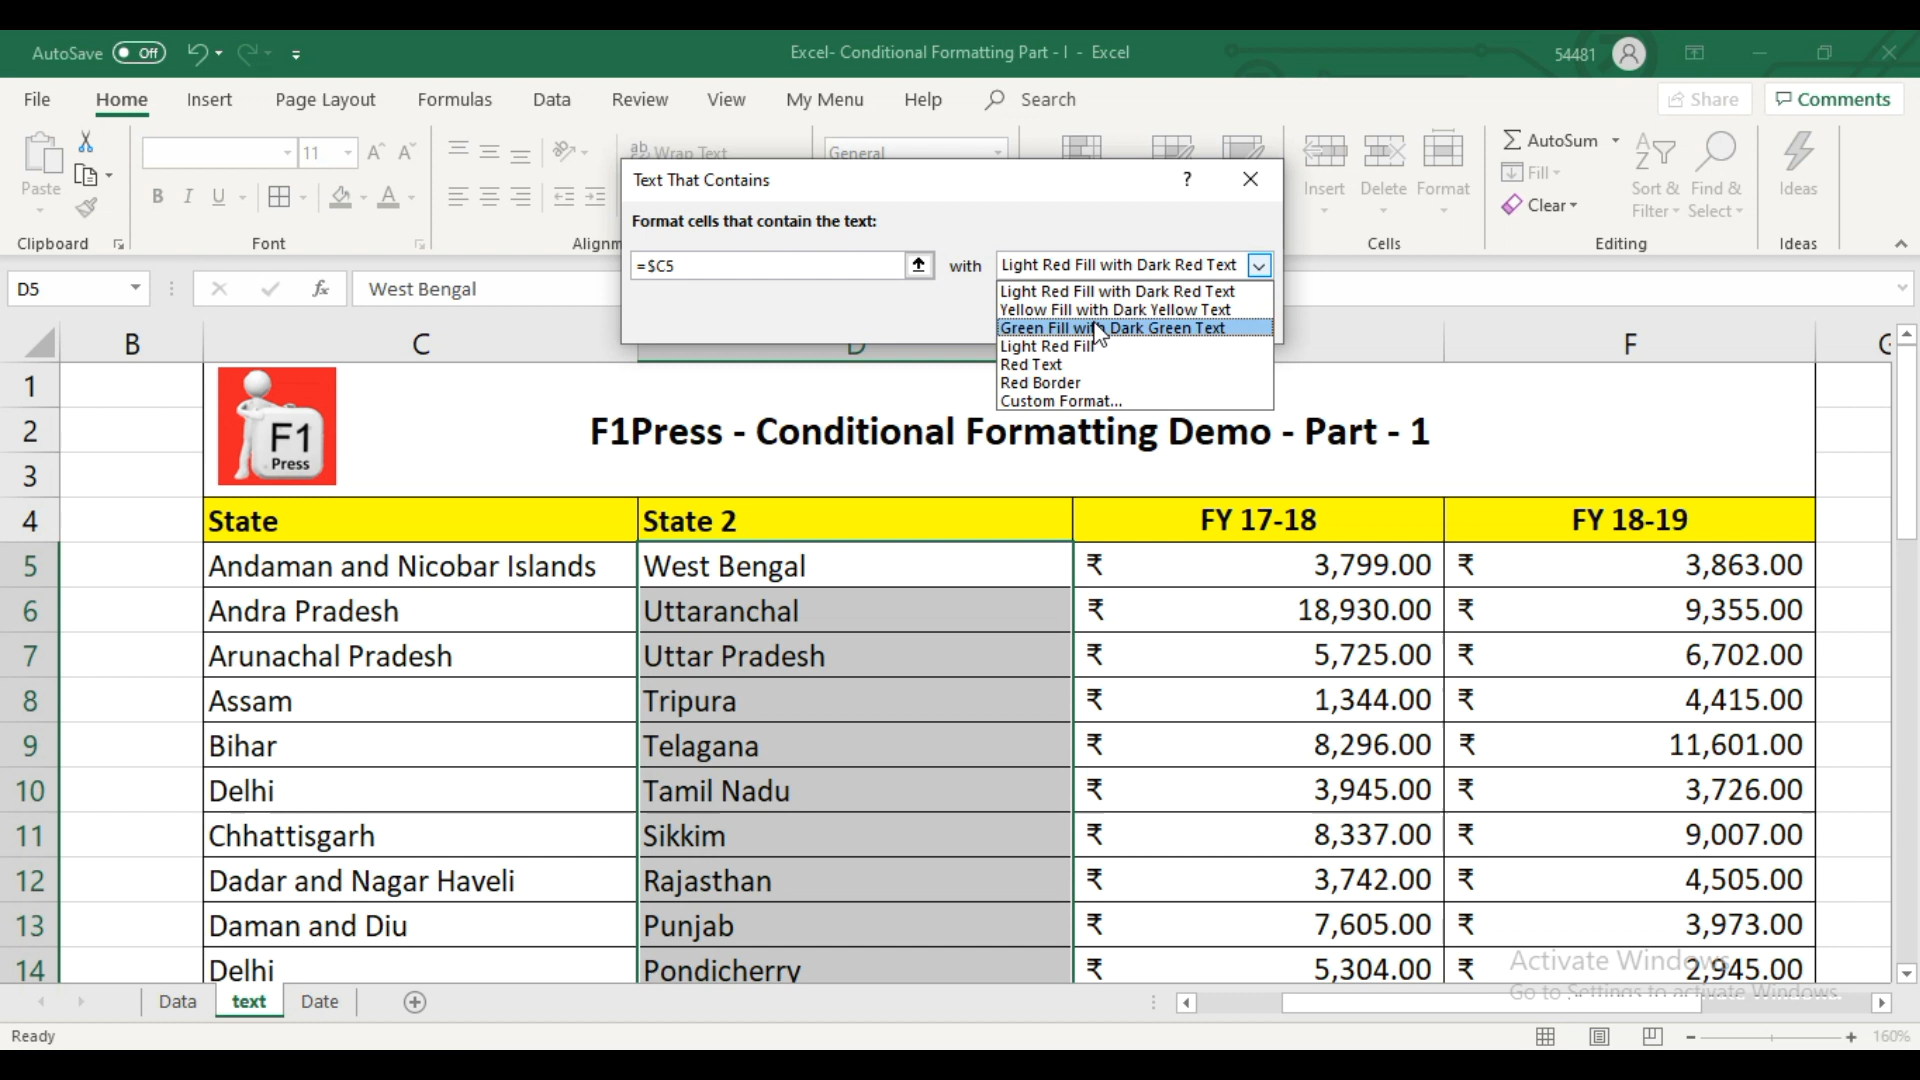 AutoSave Off
Excel- Conditional Formatting Part - I - Excel
54481
File Home Insert Page Layout Formulas Data Review View My Menu Help Search Share Comments
Paste
Clipboard
11
Font
ab Wrap Text
Alignm
General
Insert Delete Format
Cells
AutoSum
Fill
Clear
Sort & Filter
Find & Select
Editing
Ideas
Ideas
Text That Contains ?
Format cells that contain the text:
=$C5 with Light Red Fill with Dark Red Text
Light Red Fill with Dark Red Text
Yellow Fill with Dark Yellow Text
Green Fill with Dark Green Text
Light Red Fill
Red Text
Red Border
Custom Format...
D5 fx West Bengal
B C D F
1
2
3
F1 Press
F1Press - Conditional Formatting Demo - Part - 1
4 State State 2 FY 17-18 FY 18-19
5 Andaman and Nicobar Islands West Bengal ₹ 3,799.00 ₹ 3,863.00
6 Andra Pradesh Uttaranchal ₹ 18,930.00 ₹ 9,355.00
7 Arunachal Pradesh Uttar Pradesh ₹ 5,725.00 ₹ 6,702.00
8 Assam Tripura ₹ 1,344.00 ₹ 4,415.00
9 Bihar Telagana ₹ 8,296.00 ₹ 11,601.00
10 Delhi Tamil Nadu ₹ 3,945.00 ₹ 3,726.00
11 Chhattisgarh Sikkim ₹ 8,337.00 ₹ 9,007.00
12 Dadar and Nagar Haveli Rajasthan ₹ 3,742.00 ₹ 4,505.00
13 Daman and Diu Punjab ₹ 7,605.00 ₹ 3,973.00
14 Delhi Pondicherry ₹ 5,304.00 ₹ 2,945.00
Activate Windows
Go to Settings to activate Windows.
Data text Date
Ready 160%